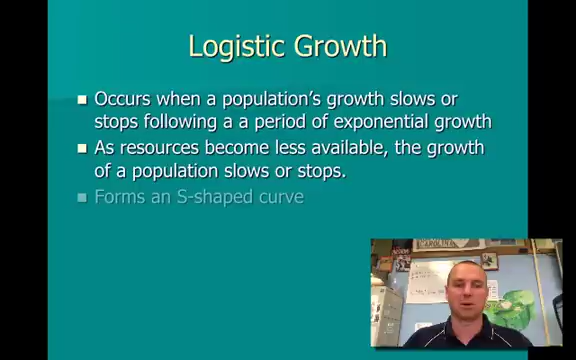 Logistic Growth
Occurs when a population's growth slows or
stops following a a period of exponential growth
As resources become less available, the growth
of a population slows or stops.
Forms an S-shaped curve